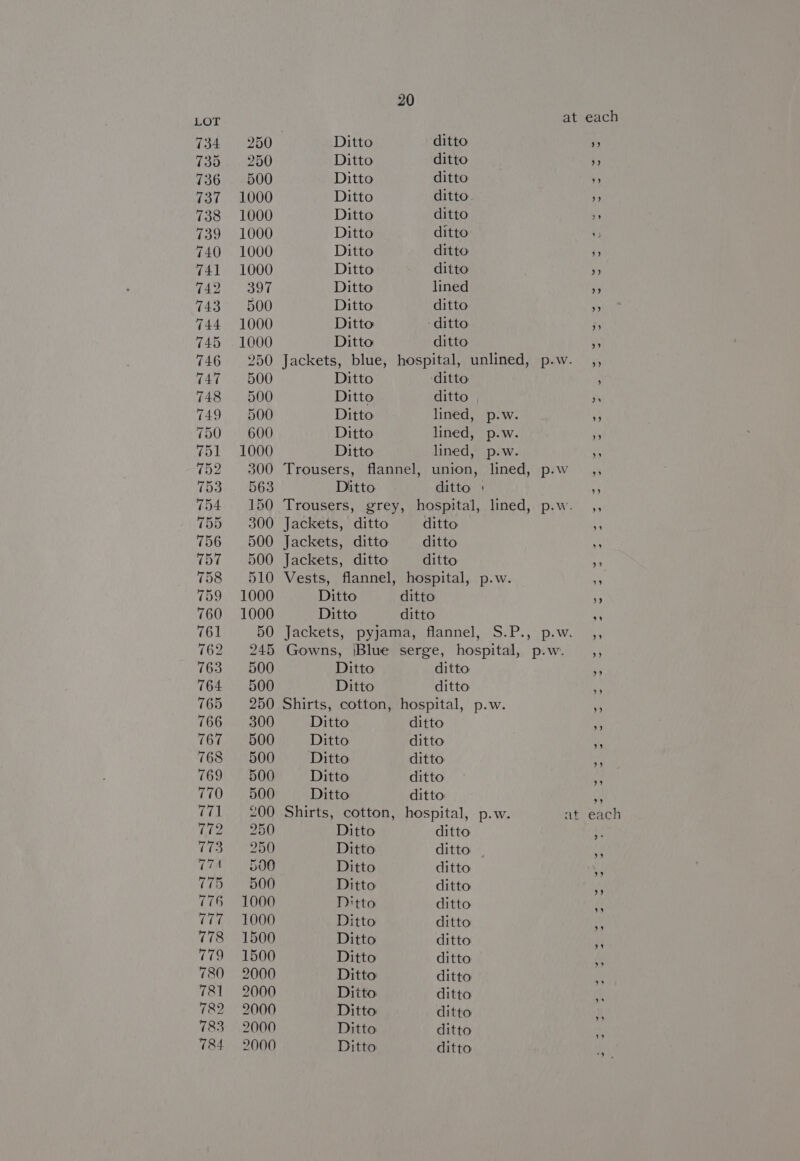 20
LOT at each
734 250 Ditto ditto ,,
735 250 Ditto ditto ,,
736 500 Ditto ditto ,,
737 1000 Ditto ditto. ,,
738 1000 Ditto ditto ,,
739 1000 Ditto ditto ,,
740 1000 Ditto ditto ,,
741 1000 Ditto ditto ,,
742 397 Ditto lined ,,
743 500 Ditto ditto ,,
744 1000 Ditto ditto ,,
745 1000 Ditto ditto ,,
746 250 Jackets, blue, hospital, unlined, p.w. ,,
747 500 Ditto ditto ,
748 500 Ditto ditto ,,
749 500 Ditto lined, p.w. ,,
750 600 Ditto lined, p.w. ,,
751 1000 Ditto lined, p.w. ,,
752 300 Trousers, flannel, union, lined, p.w ,,
753 563 Ditto ditto ,,
754 150 Trousers, grey, hospital, lined, p.w. ,,
755 300 Jackets, ditto ditto ,,
756 500 Jackets, ditto ditto ,,
757 500 Jackets, ditto ditto ,,
758 510 Vests, flannel, hospital, p.w. ,,
759 1000 Ditto ditto ,,
760 1000 Ditto ditto ,,
761 50 Jackets, pyjama, flannel, S.P., p.w. ,,
762 245 Gowns, Blue serge, hospital, p.w. ,,
763 500 Ditto ditto ,,
764 500 Ditto ditto ,,
765 250 Shirts, cotton, hospital, p.w. ,,
766 300 Ditto ditto ,,
767 500 Ditto ditto ,,
768 500 Ditto ditto ,,
769 500 Ditto ditto ,,
770 500 Ditto ditto ,,
771 200 Shirts, cotton, hospital, p.w. at each
772 250 Ditto ditto ,,
773 250 Ditto ditto ,,
774 500 Ditto ditto ,,
775 500 Ditto ditto ,,
776 1000 Ditto ditto ,,
777 1000 Ditto ditto ,,
778 1500 Ditto ditto ,,
779 1500 Ditto ditto ,,
780 2000 Ditto ditto ,,
781 2000 Ditto ditto ,,
782 2000 Ditto ditto ,,
783 2000 Ditto ditto ,,
784 2000 Ditto ditto ,,